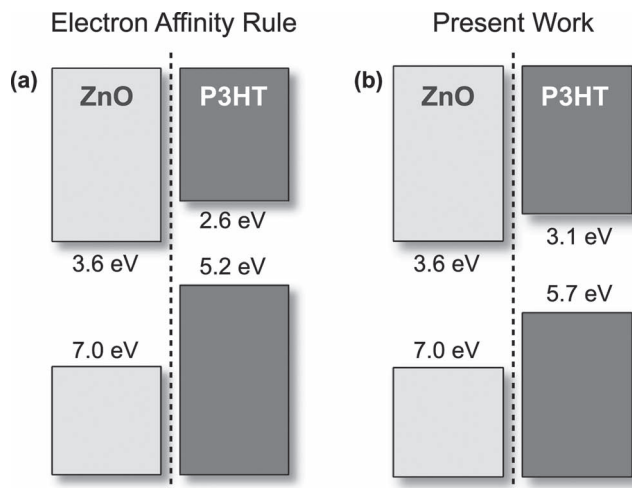 Electron Affinity Rule
(a)
ZnO
P3HT
2.6 eV
3.6 eV
5.2 eV
7.0 eV
Present Work
(b)
ZnO
P3HT
3.1 eV
3.6 eV
5.7 eV
7.0 eV